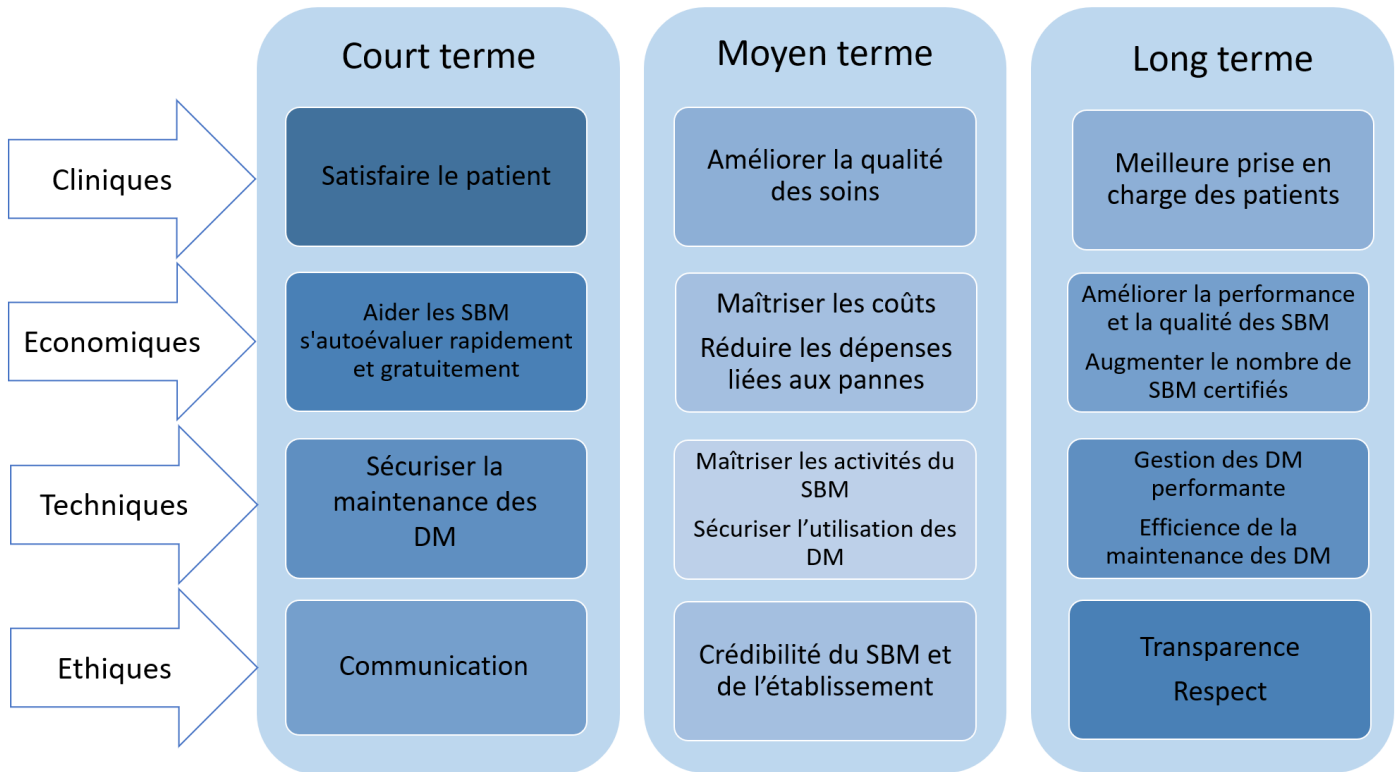 Court terme
Moyen terme
Long terme
Cliniques
Satisfaire le patient
Améliorer la qualité
des soins
Meilleure prise en
charge des patients
Economiques
Aider les SBM
s'autoévaluer rapidement
et gratuitement
Maîtriser les coûts
Réduire les dépenses
liées aux pannes
Améliorer la performance
et la qualité des SBM
Augmenter le nombre de
SBM certifiés
Techniques
Sécuriser la
maintenance des
DM
Maîtriser les activités du
SBM
Sécuriser l’utilisation des
DM
Gestion des DM
performante
Efficience de la
maintenance des DM
Ethiques
Communication
Crédibilité du SBM et
de l’établissement
Transparence
Respect